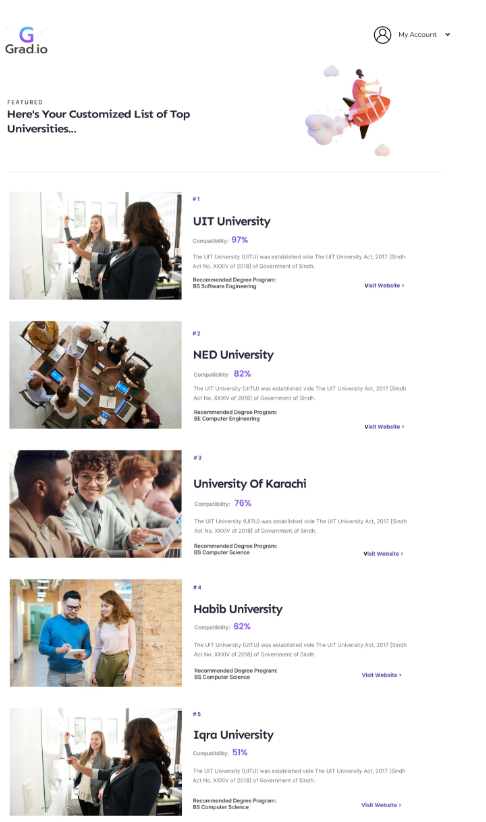 G
Grad.io
My Account
FEATURED
Here's Your Customized List of Top
Universities...
#1
UIT University
Compatibility: 97%
The UIT University (UITU) was established vide The UIT University Act, 2017 [Sindh
Act No. XXXIV of 2018] of Government of Sindh.
Recommended Degree Program:
BS Software Engineering
Visit Website >
#2
NED University
Compatibility: 82%
The UIT University (UITU) was established vide The UIT University Act, 2017 [Sindh
Act No. XXXIV of 2018] of Government of Sindh.
Recommended Degree Program:
BE Computer Engineering
Visit Website >
#3
University Of Karachi
Compatibility: 76%
The UIT University (UITU) was established vide The UIT University Act, 2017 [Sindh
Act No. XXXIV of 2018] of Government of Sindh.
Recommended Degree Program:
BS Computer Science
Visit Website >
#4
Habib University
Compatibility: 62%
The UIT University (UITU) was established vide The UIT University Act, 2017 [Sindh
Act No. XXXIV of 2018] of Government of Sindh.
Recommended Degree Program:
BS Computer Science
Visit Website >
#5
Iqra University
Compatibility: 51%
The UIT University (UITU) was established vide The UIT University Act, 2017 [Sindh
Act No. XXXIV of 2018] of Government of Sindh.
Recommended Degree Program:
BS Computer Science
Visit Website >